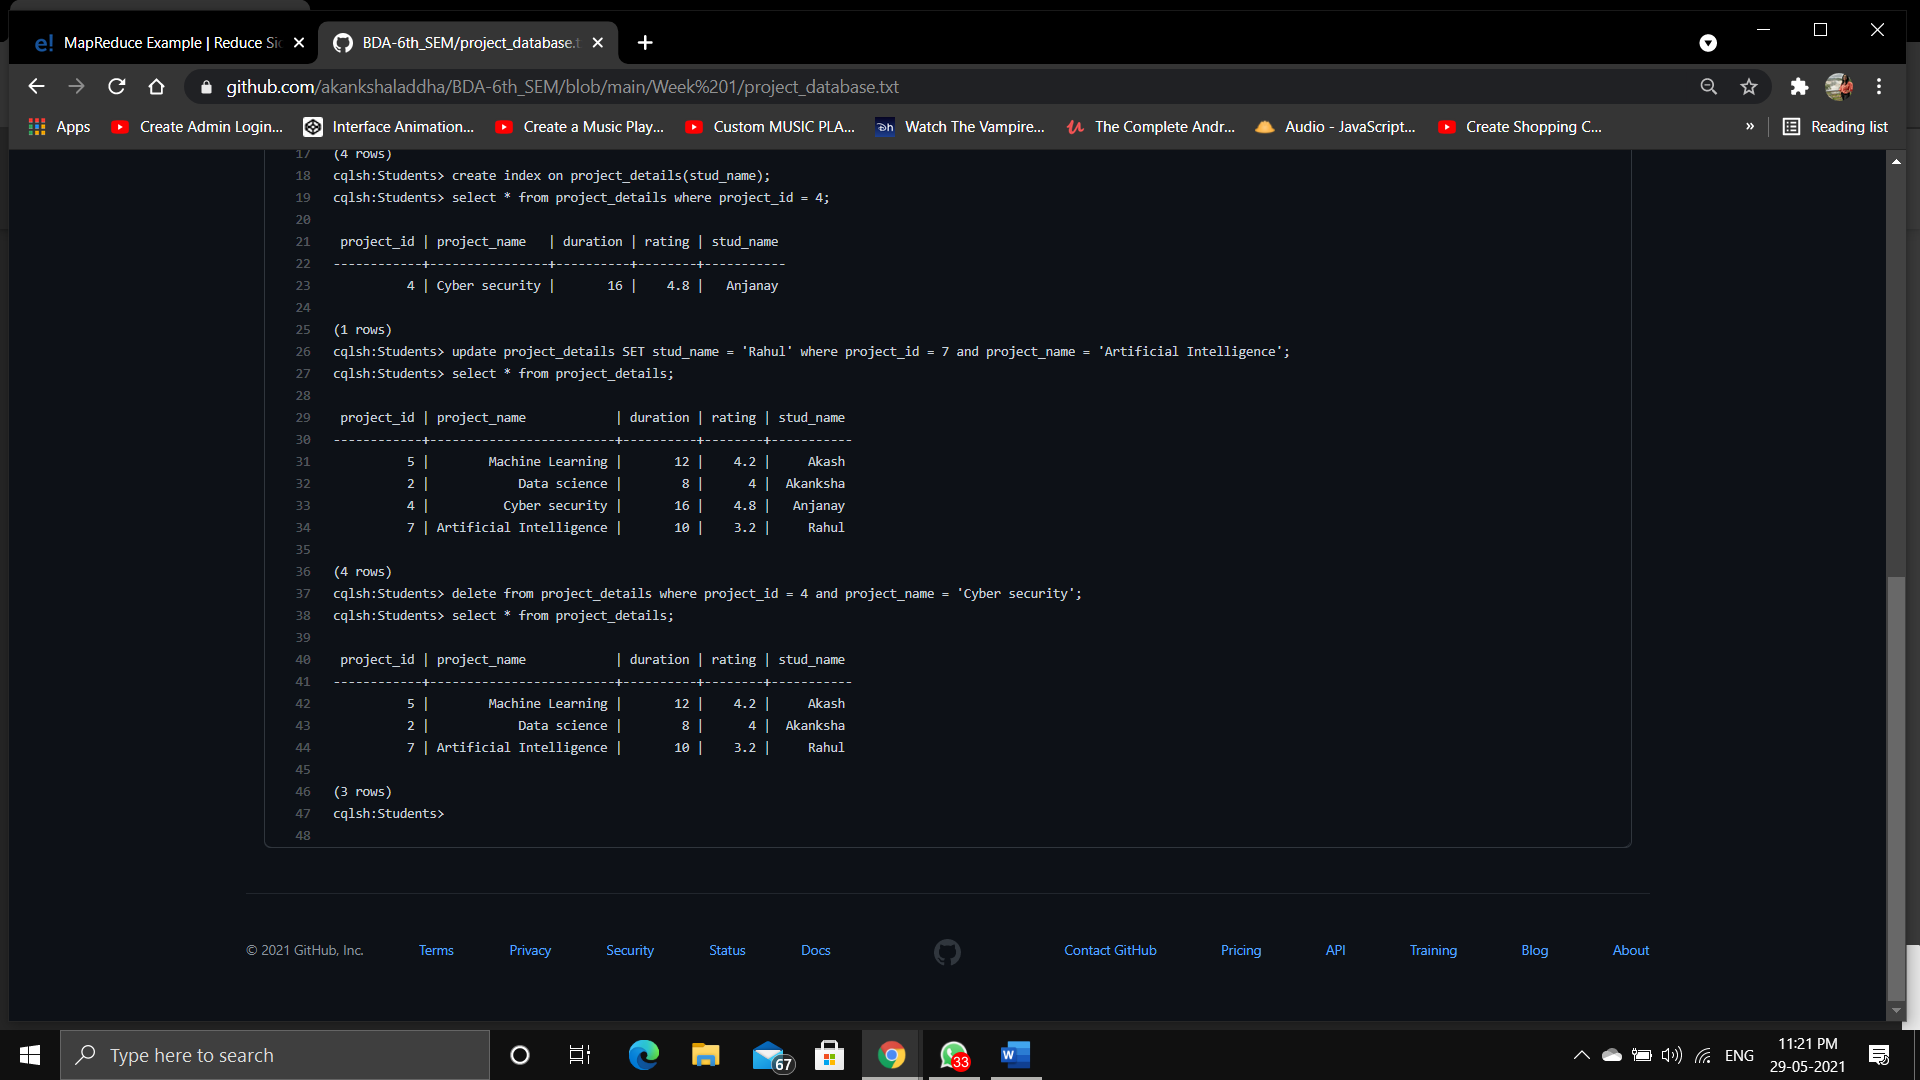 e! MapReduce Example | Reduce Sid
BDA-6th_SEM/project_database.t
github.com/akankshaladdha/BDA-6th_SEM/blob/main/Week%201/project_database.txt
Apps Create Admin Login... Interface Animation... Create a Music Play... Custom MUSIC PLA... Watch The Vampire... The Complete Andr... Audio - JavaScript... Create Shopping C... » Reading list
17 (4 rows)
18 cqlsh:Students> create index on project_details(stud_name);
19 cqlsh:Students> select * from project_details where project_id = 4;
20
21 project_id | project_name | duration | rating | stud_name
22 ------------+----------------+----------+--------+-----------
23 4 | Cyber security | 16 | 4.8 | Anjanay
24
25 (1 rows)
26 cqlsh:Students> update project_details SET stud_name = 'Rahul' where project_id = 7 and project_name = 'Artificial Intelligence';
27 cqlsh:Students> select * from project_details;
28
29 project_id | project_name | duration | rating | stud_name
30 ------------+-------------------------+----------+--------+-----------
31 5 | Machine Learning | 12 | 4.2 | Akash
32 2 | Data science | 8 | 4 | Akanksha
33 4 | Cyber security | 16 | 4.8 | Anjanay
34 7 | Artificial Intelligence | 10 | 3.2 | Rahul
35
36 (4 rows)
37 cqlsh:Students> delete from project_details where project_id = 4 and project_name = 'Cyber security';
38 cqlsh:Students> select * from project_details;
39
40 project_id | project_name | duration | rating | stud_name
41 ------------+-------------------------+----------+--------+-----------
42 5 | Machine Learning | 12 | 4.2 | Akash
43 2 | Data science | 8 | 4 | Akanksha
44 7 | Artificial Intelligence | 10 | 3.2 | Rahul
45
46 (3 rows)
47 cqlsh:Students>
48
© 2021 GitHub, Inc. Terms Privacy Security Status Docs Contact GitHub Pricing API Training Blog About
Type here to search
67
33
ENG
11:21 PM
29-05-2021